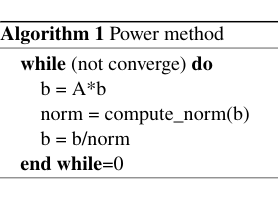 Algorithm 1 Power method
while (not converge) do
b = A*b
norm = compute_norm(b)
b = b/norm
end while=0